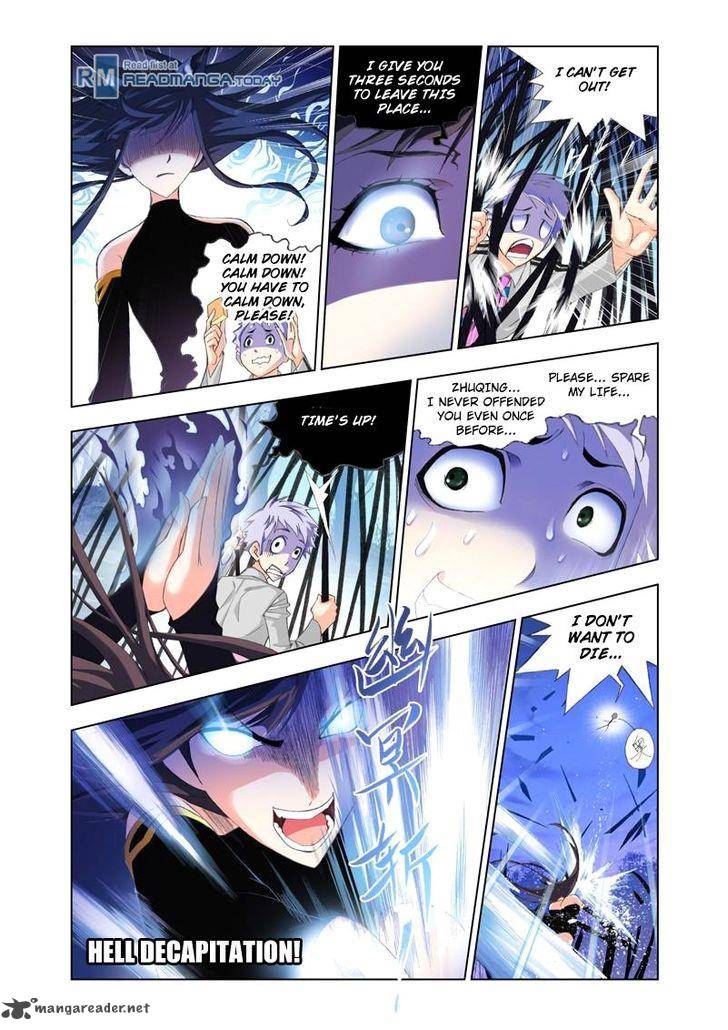 RM Read first at
READMANGA.TODAY
CALM DOWN!
CALM DOWN!
YOU HAVE TO
CALM DOWN,
PLEASE!
I GIVE YOU
THREE SECONDS
TO LEAVE THIS
PLACE...
I CAN'T GET
OUT!
TIME'S UP!
ZHUQING...
I NEVER OFFENDED
YOU EVEN ONCE
BEFORE...
PLEASE... SPARE
MY LIFE...
幽冥斩
HELL DECAPITATION!
I DON'T
WANT TO
DIE...
mangareader.net